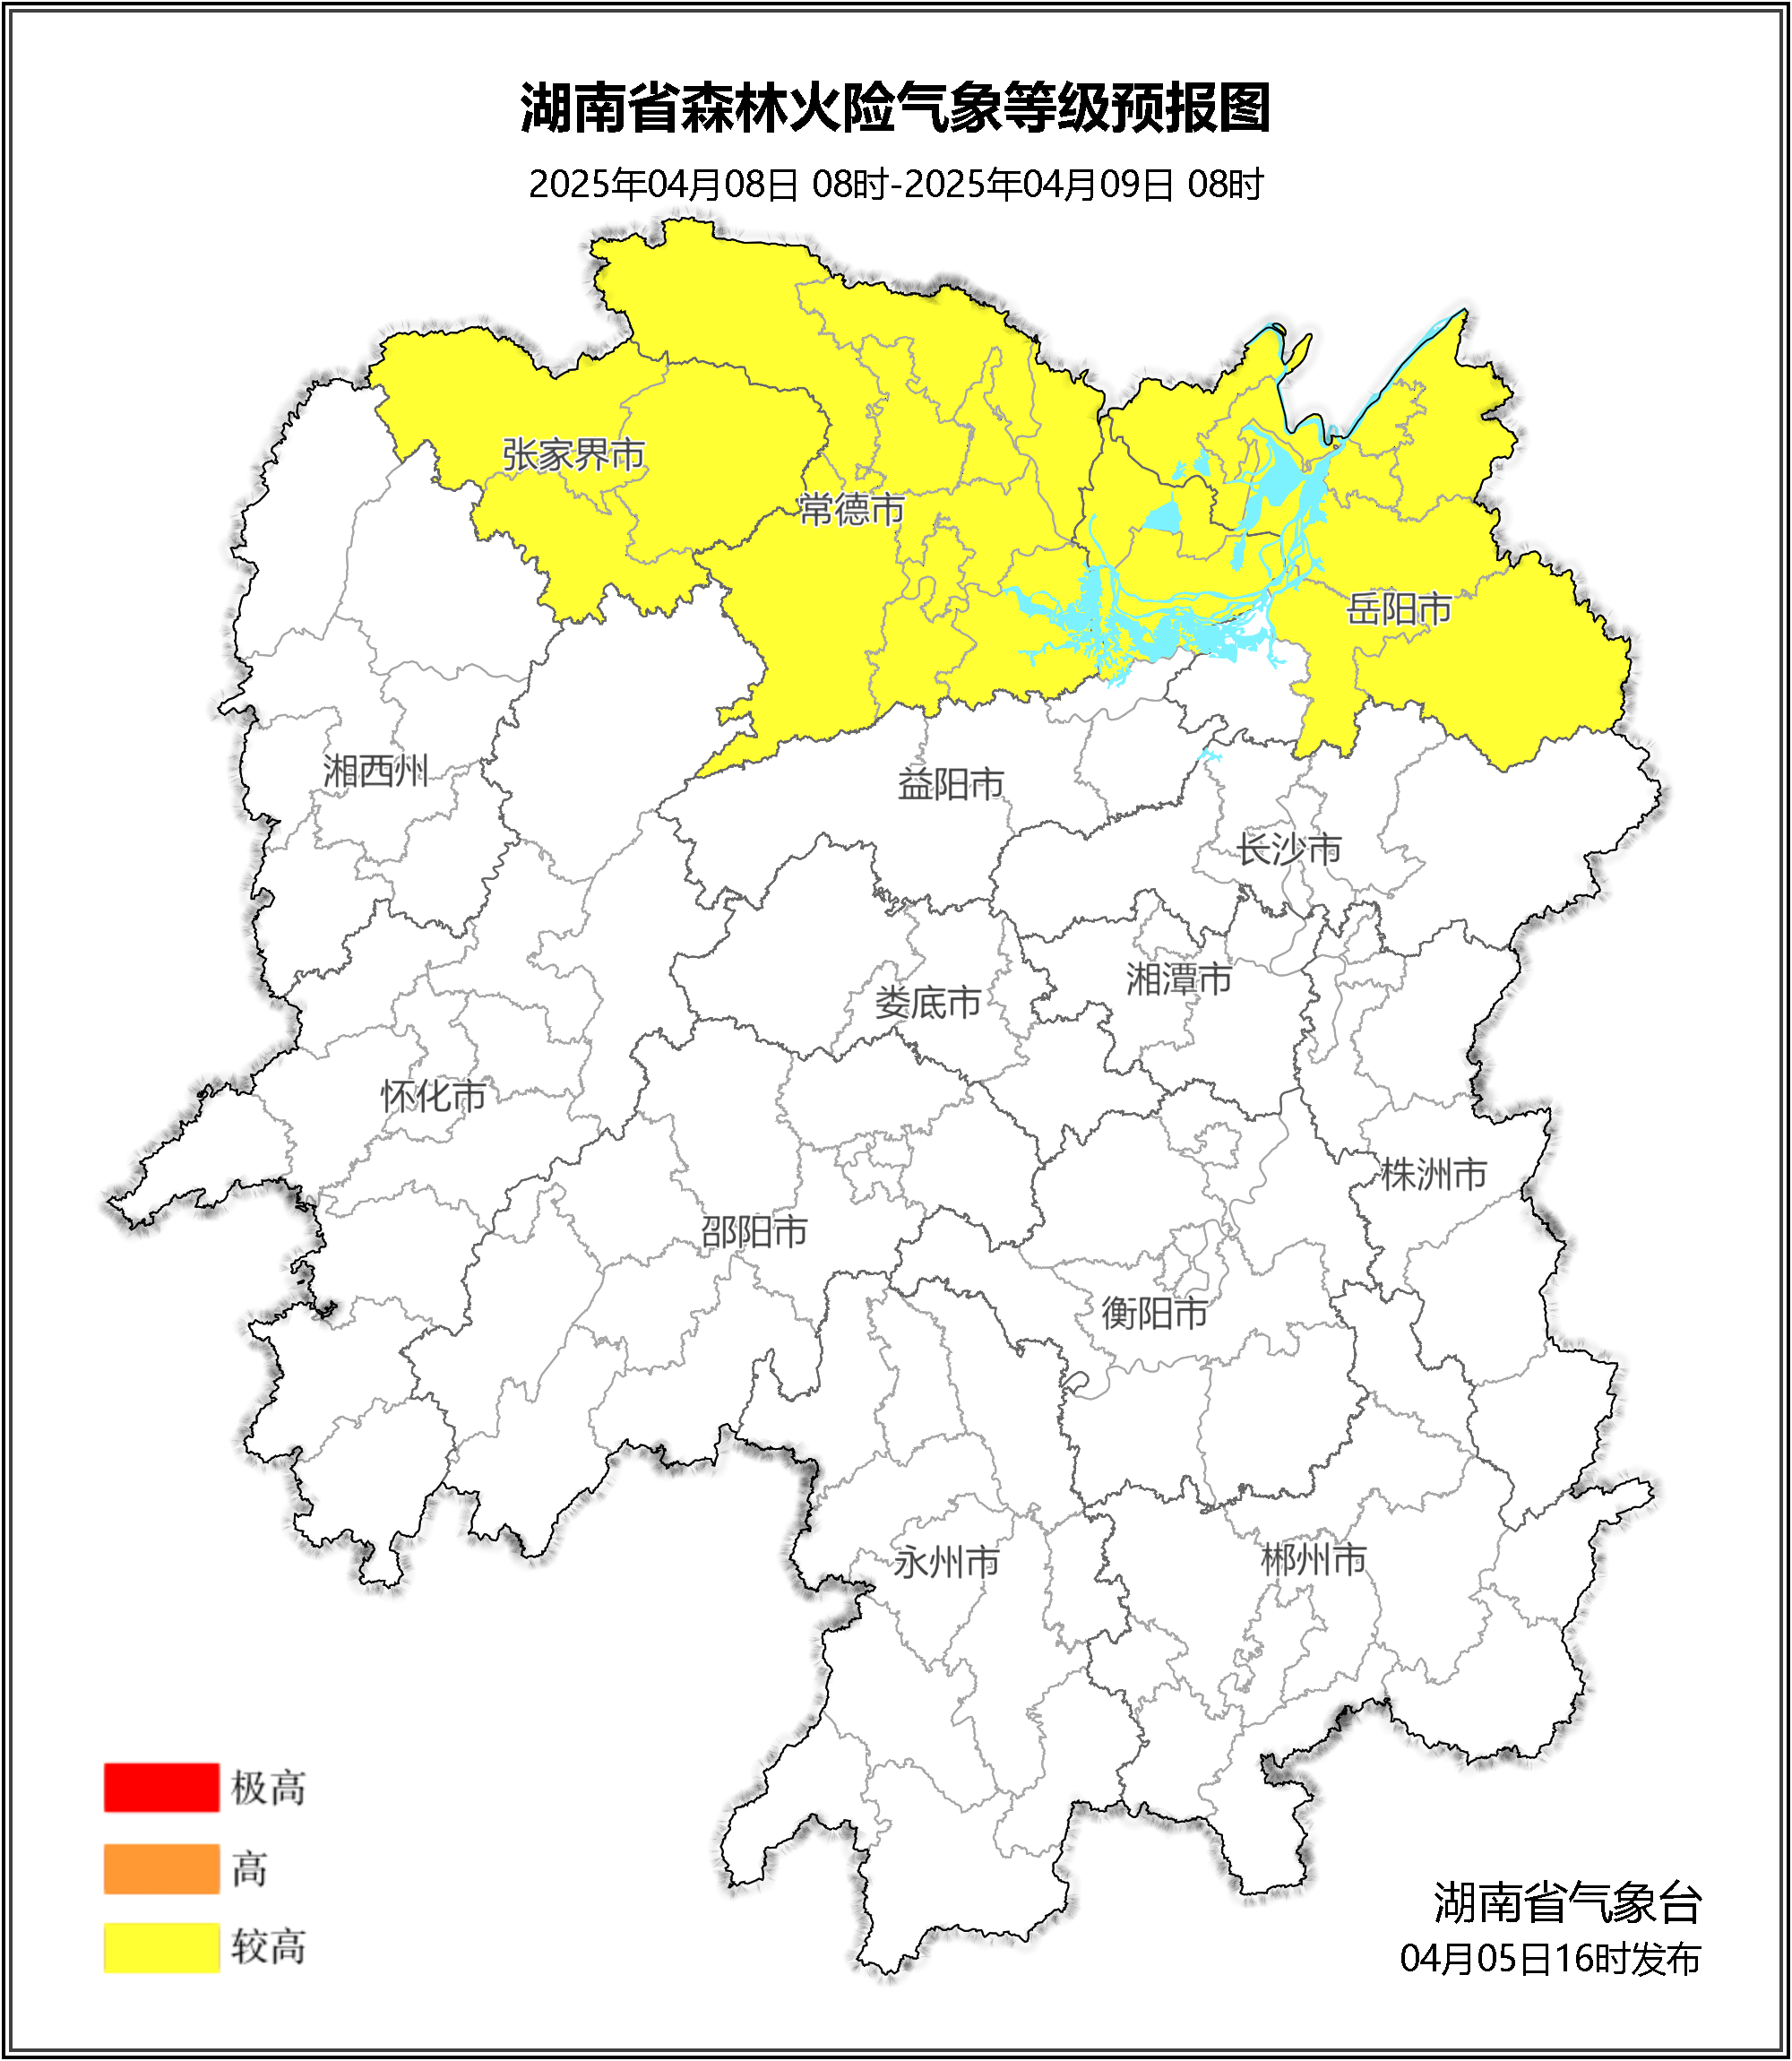 湖南省森林火险气象等级预报图
2025年04月08日 08时-2025年04月09日 08时
张家界市
常德市
岳阳市
湘西州
益阳市
长沙市
湘潭市
娄底市
怀化市
株洲市
邵阳市
衡阳市
永州市
郴州市
极高
高
较高
湖南省气象台
04月05日16时发布